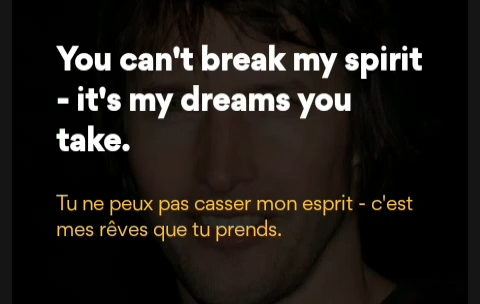 You can't break my spirit
- it's my dreams you
take.
Tu ne peux pas casser mon esprit - c'est
mes rêves que tu prends.